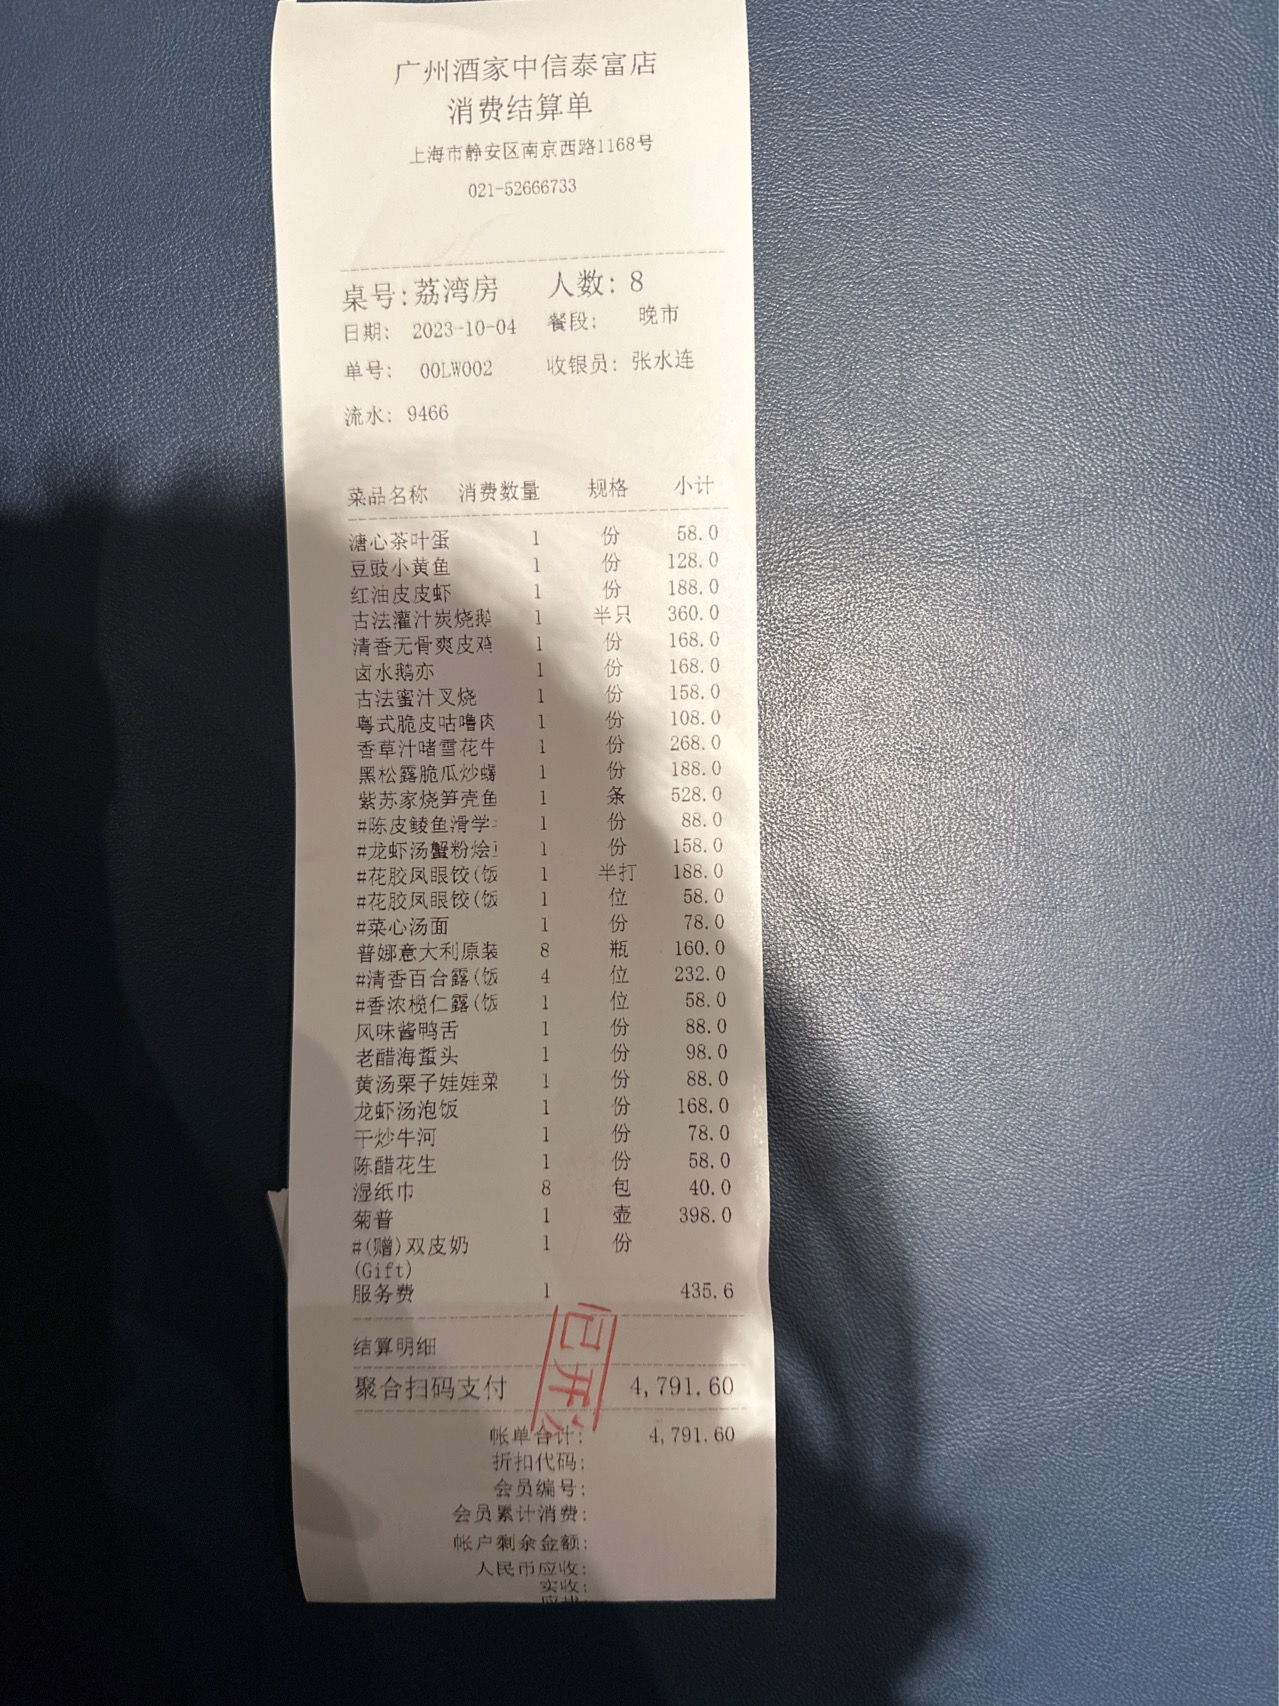 广州酒家中信泰富店
消费结算单
上海市静安区南京西路1168号
021-52666733
桌号:荔湾房 人数: 8
日期: 2023-10-04 餐段: 晚市
单号: 00LW002 收银员: 张水连
流水: 9466
菜品名称 消费数量 规格 小计
溏心茶叶蛋 1 份 58.0
豆豉小黄鱼 1 份 128.0
红油皮皮虾 1 份 188.0
古法灌汁炭烧鹅 1 半只 360.0
清香无骨爽皮鸡 1 份 168.0
卤水鹅亦 1 份 168.0
古法蜜汁叉烧 1 份 158.0
粤式脆皮咕噜肉 1 份 108.0
香草汁啫雪花牛 1 份 268.0
黑松露脆瓜炒螺 1 份 188.0
紫苏家烧笋壳鱼 1 条 528.0
#陈皮鲮鱼滑学 1 份 88.0
#龙虾汤蟹粉烩 1 份 158.0
#花胶凤眼饺(饭 1 半打 188.0
#花胶凤眼饺(饭 1 位 58.0
#菜心汤面 1 份 78.0
普娜意大利原装 8 瓶 160.0
#清香百合露(饭 4 位 232.0
#香浓榄仁露(饭 1 位 58.0
风味酱鸭舌 1 份 88.0
老醋海蜇头 1 份 98.0
黄汤栗子娃娃菜 1 份 88.0
龙虾汤泡饭 1 份 168.0
干炒牛河 1 份 78.0
陈醋花生 1 份 58.0
湿纸巾 8 包 40.0
菊普 1 壶 398.0
#(赠)双皮奶 1 份
(Gift)
服务费 1 435.6
结算明细
聚合扫码支付 4,791.60
已开
帐单合计: 4,791.60
折扣代码:
会员编号:
会员累计消费:
帐户剩余金额:
人民币应收:
实收: